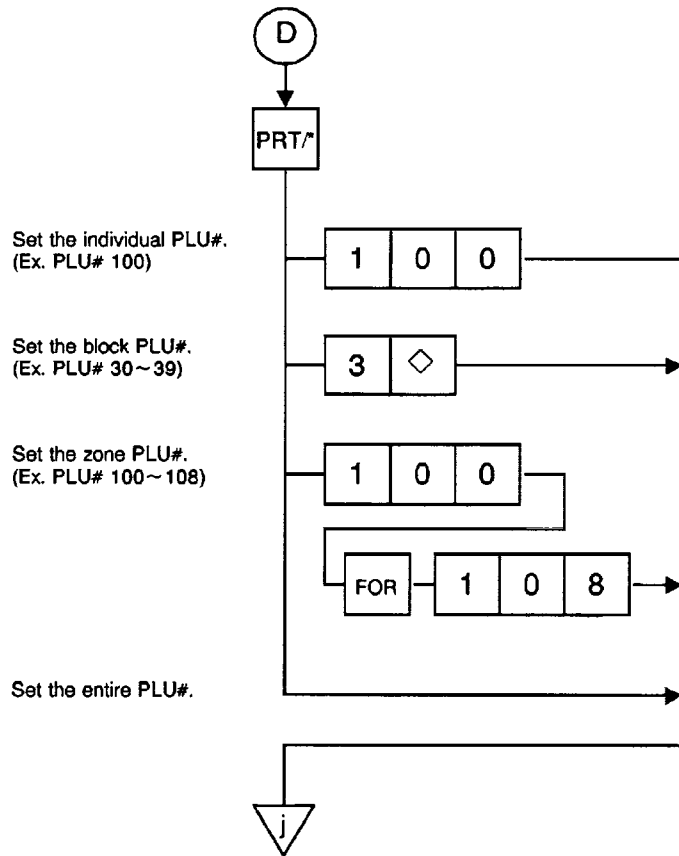 D
PRT/*
Set the individual PLU#.
(Ex. PLU# 100)
1 0 0
Set the block PLU#.
(Ex. PLU# 30~39)
3 ◇
Set the zone PLU#.
(Ex. PLU# 100~108)
1 0 0
FOR 1 0 8
Set the entire PLU#.
j